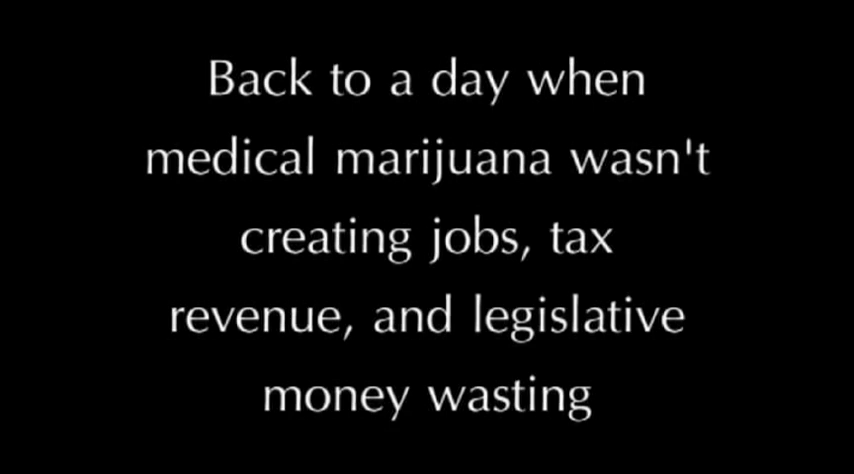 Back to a day when
medical marijuana wasn't
creating jobs, tax
revenue, and legislative
money wasting